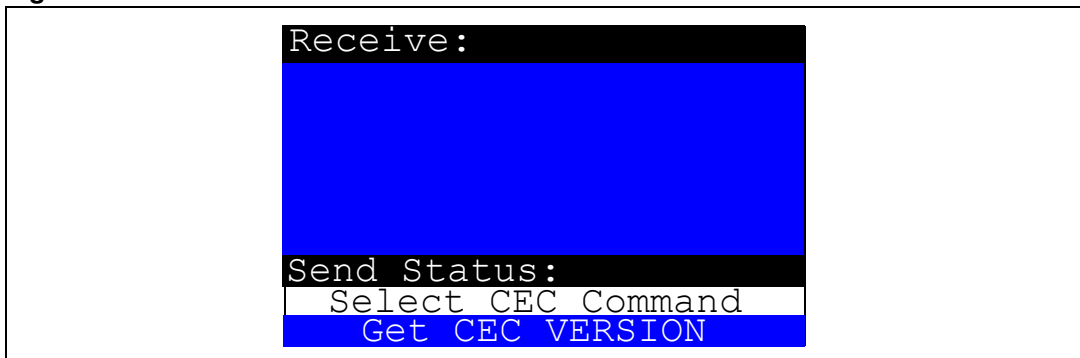 Receive:
Send Status:
Select CEC Command
Get CEC VERSION